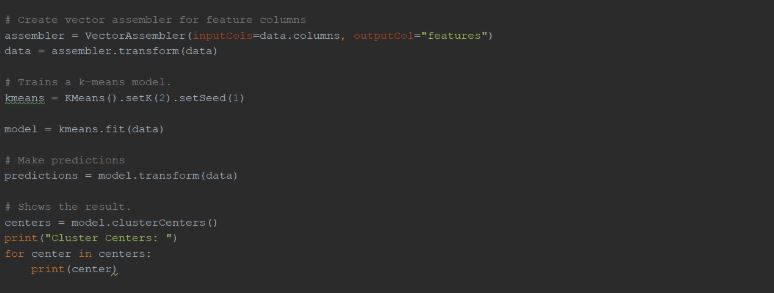 # Create vector assembler for feature columns
assembler = VectorAssembler(inputCols=data.columns, outputCol="features")
data = assembler.transform(data)
# Trains a k-means model.
kmeans = KMeans().setK(2).setSeed(1)
model = kmeans.fit(data)
# Make predictions
predictions = model.transform(data)
# Shows the result.
centers = model.clusterCenters()
print("Cluster Centers: ")
for center in centers:
    print(center)